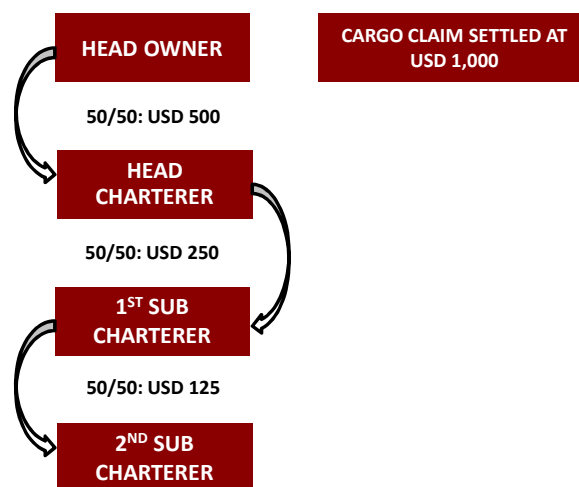 HEAD OWNER
CARGO CLAIM SETTLED AT
USD 1,000
50/50: USD 500
HEAD
CHARTERER
50/50: USD 250
1ST SUB
CHARTERER
50/50: USD 125
2ND SUB
CHARTERER